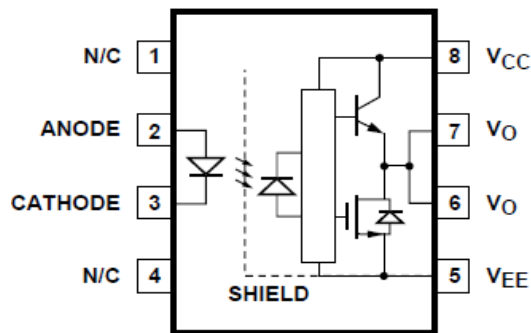 N/C 1 8 VCC
ANODE 2 7 VO
CATHODE 3 6 VO
N/C 4 5 VEE
SHIELD